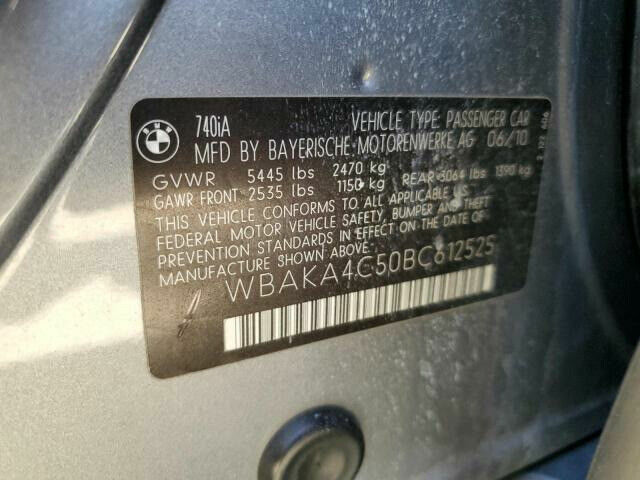 BMW
740iA
VEHICLE TYPE: PASSENGER CAR
MFD BY BAYERISCHE MOTORENWERKE AG 06/10
GVWR 5445 lbs 2470 kg
GAWR FRONT 2535 lbs 1150 kg REAR 3064 lbs 1390 kg
THIS VEHICLE CONFORMS TO ALL APPLICABLE U.S.
FEDERAL MOTOR VEHICLE SAFETY, BUMPER AND THEFT
PREVENTION STANDARDS IN EFFECT ON THE DATE OF
MANUFACTURE SHOWN ABOVE.
WBAKA4C50BC612525